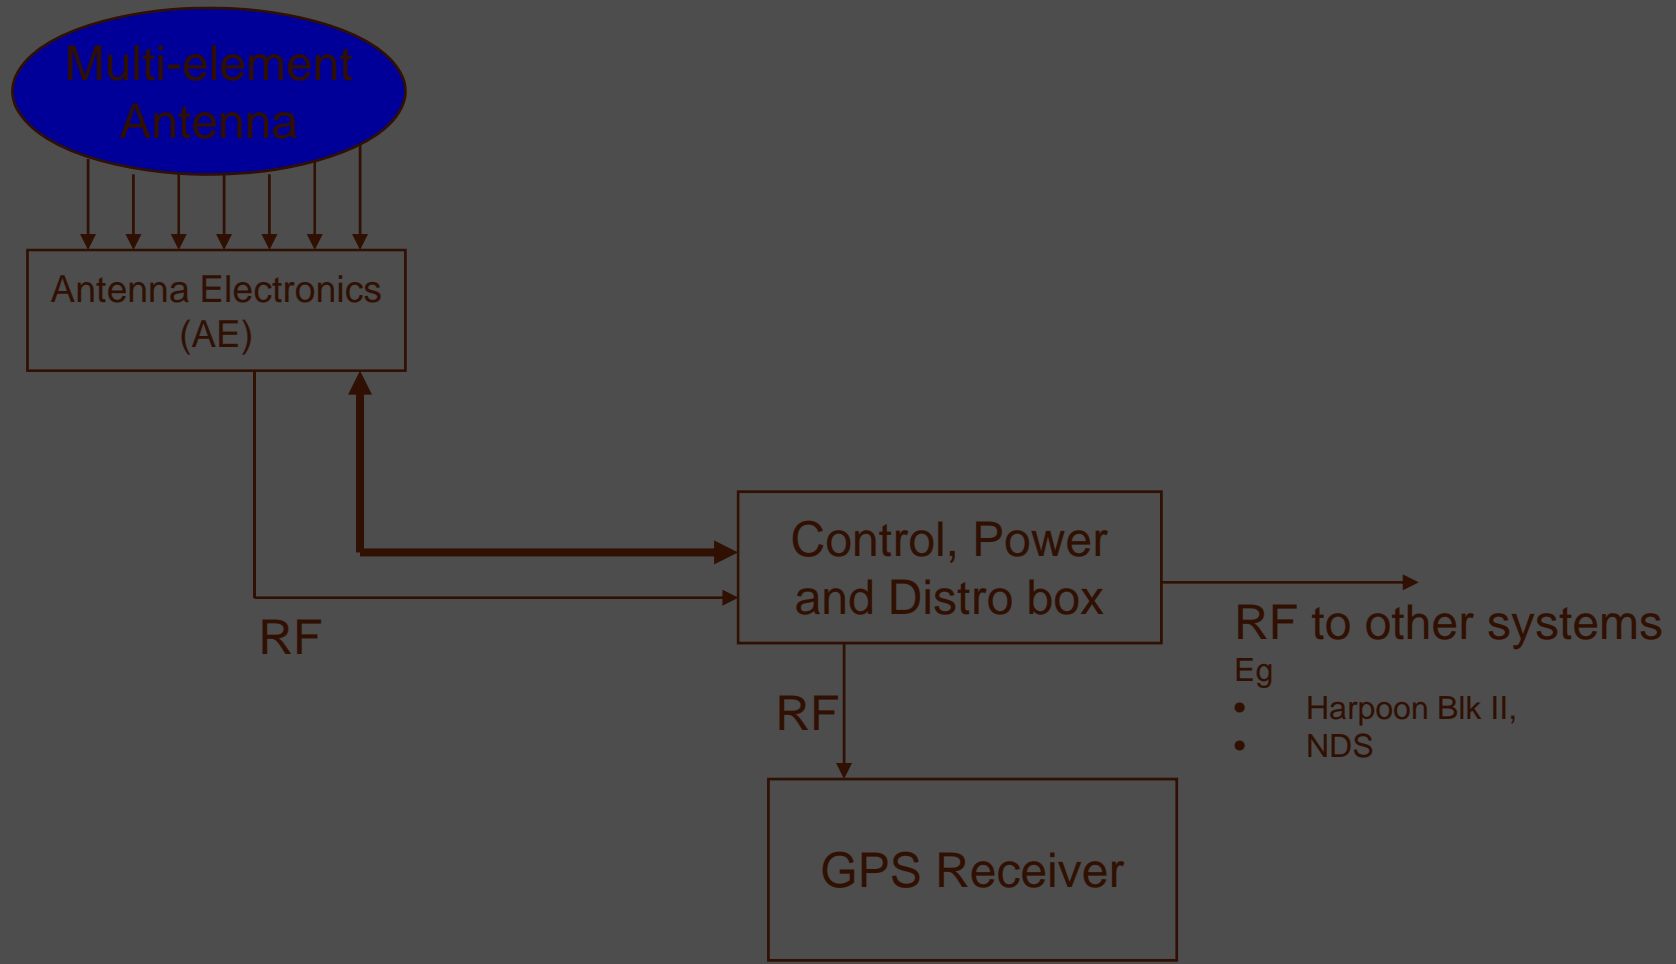 Multi-element
Antenna
Antenna Electronics
(AE)
Control, Power
and Distro box
RF
RF to other systems
Eg
• Harpoon Blk II,
• NDS
RF
GPS Receiver